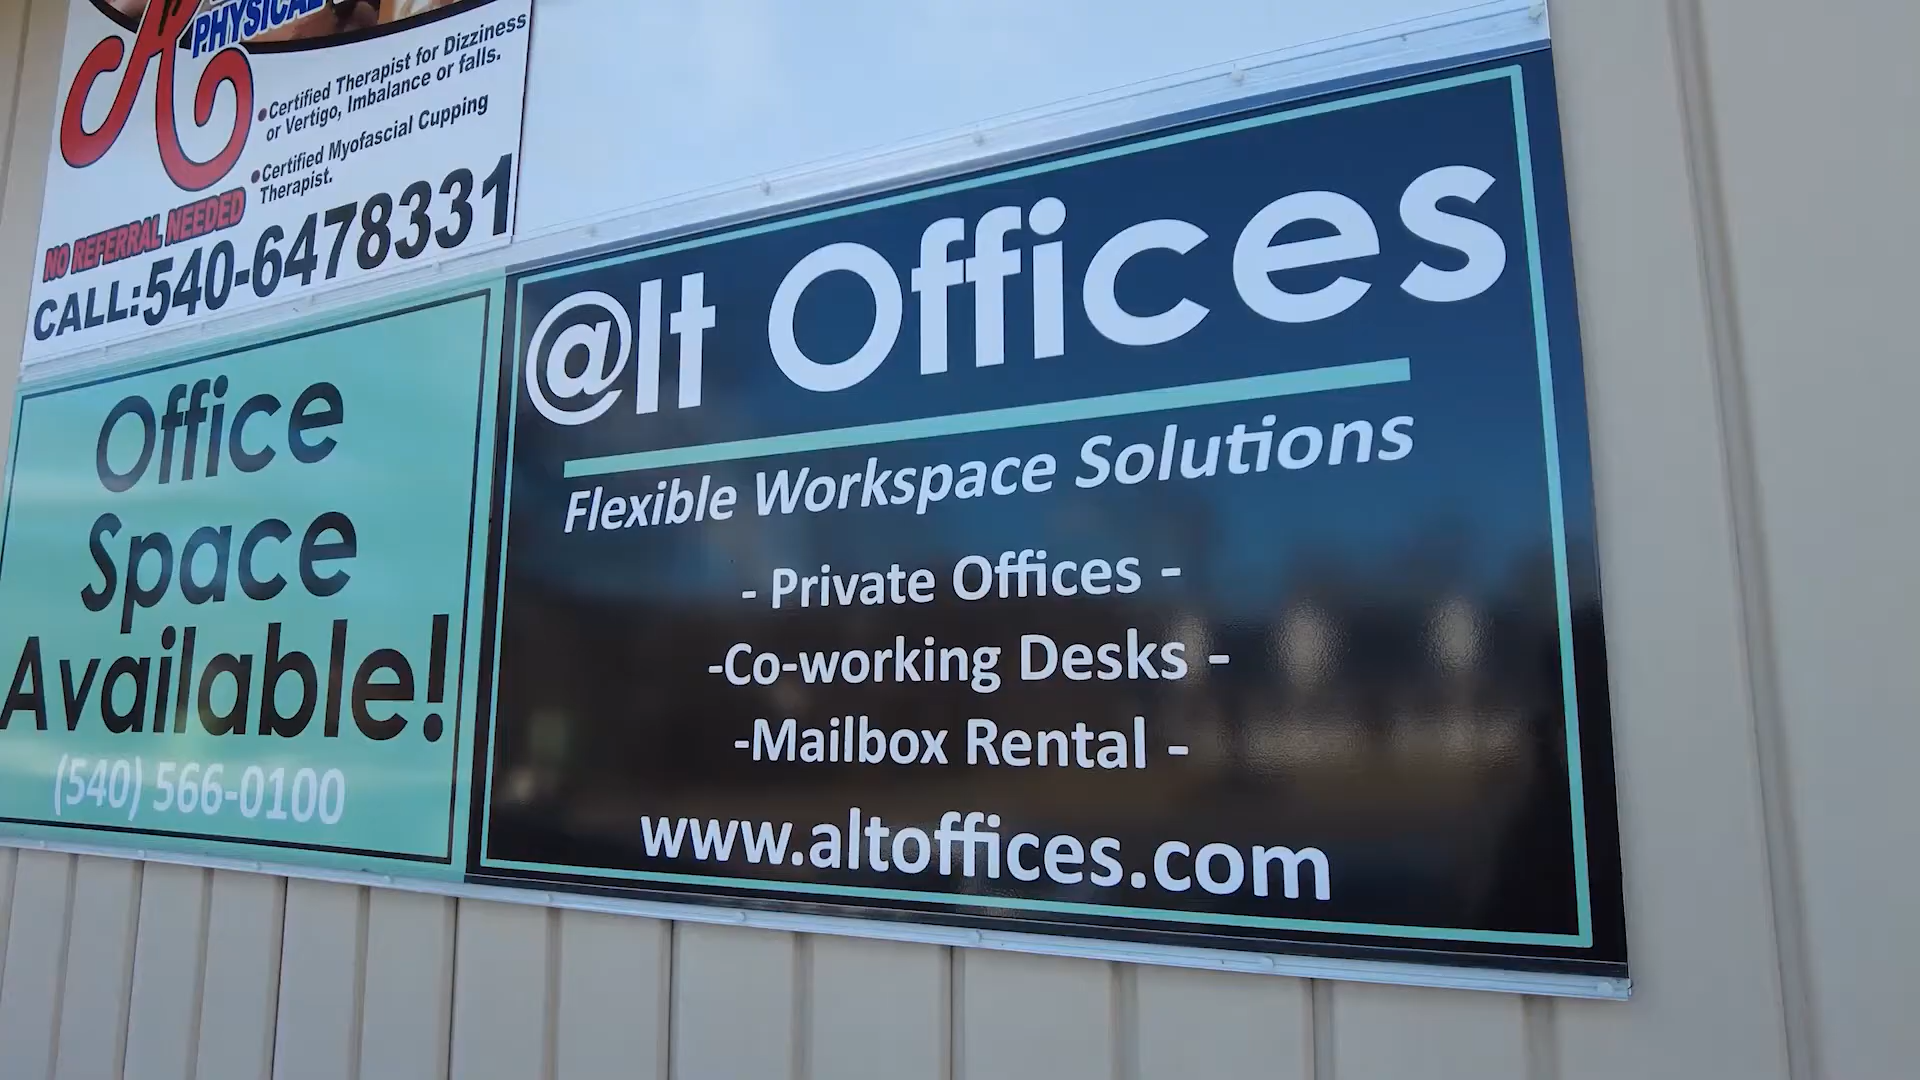 PHYSICAL
•Certified Therapist for Dizziness
or Vertigo, Imbalance or falls.
•Certified Myofascial Cupping
Therapist.
NO REFERRAL NEEDED
CALL:540-6478331
Office
Space
Available!
(540) 566-0100
@lt Offices
Flexible Workspace Solutions
- Private Offices -
-Co-working Desks -
-Mailbox Rental -
www.altoffices.com